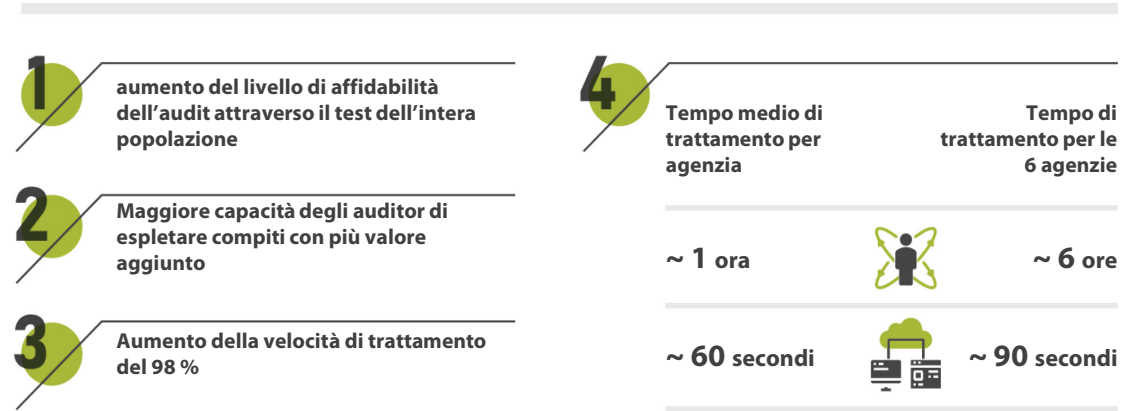 1
aumento del livello di affidabilità
dell’audit attraverso il test dell’intera
popolazione
2
Maggiore capacità degli auditor di
espletare compiti con più valore
aggiunto
3
Aumento della velocità di trattamento
del 98 %
4
Tempo medio di
trattamento per
agenzia
Tempo di
trattamento per le
6 agenzie
~ 1 ora
~ 6 ore
~ 60 secondi
~ 90 secondi